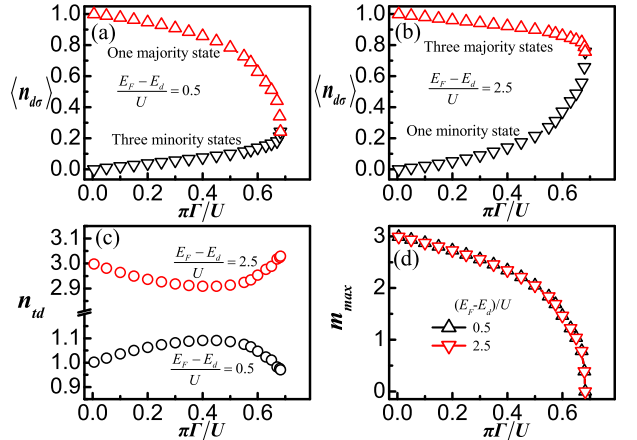 (a)
One majority state
E_F − E_d / U = 0.5
Three minority states
⟨n_dσ⟩
1.0
0.8
0.6
0.4
0.2
0.0
0.0 0.2 0.4 0.6
πΓ/U
(b)
Three majority states
E_F − E_d / U = 2.5
One minority state
⟨n_dσ⟩
1.0
0.8
0.6
0.4
0.2
0.0
0.0 0.2 0.4 0.6
πΓ/U
(c)
E_F − E_d / U = 2.5
E_F − E_d / U = 0.5
n_td
3.1
3.0
2.9
1.1
1.0
0.9
0.0 0.2 0.4 0.6
πΓ/U
(d)
(E_F-E_d)/U
0.5
2.5
m_max
3
2
1
0
0.0 0.2 0.4 0.6
πΓ/U